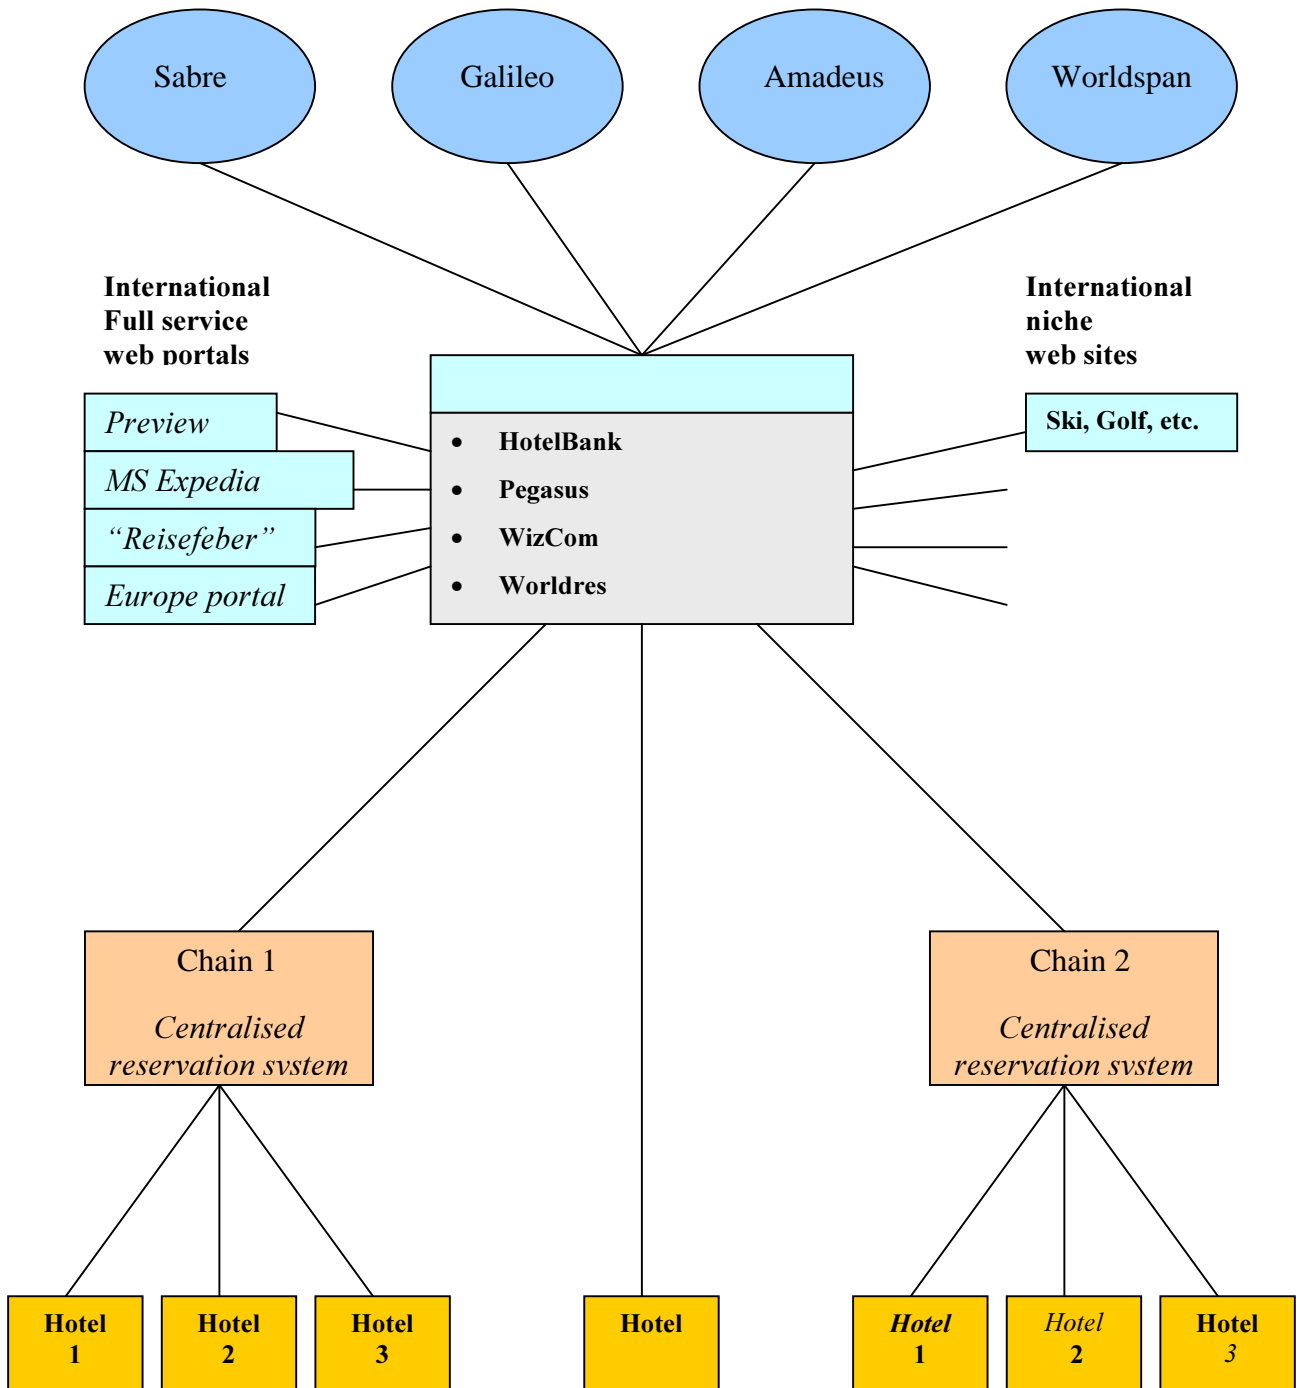 Sabre
Galileo
Amadeus
Worldspan
International
Full service
web portals
International
niche
web sites
Preview
MS Expedia
“Reisefeber”
Europe portal
• HotelBank
• Pegasus
• WizCom
• Worldres
Ski, Golf, etc.
Chain 1
Centralised
reservation system
Chain 2
Centralised
reservation system
Hotel
1
Hotel
2
Hotel
3
Hotel
Hotel
1
Hotel
2
Hotel
3